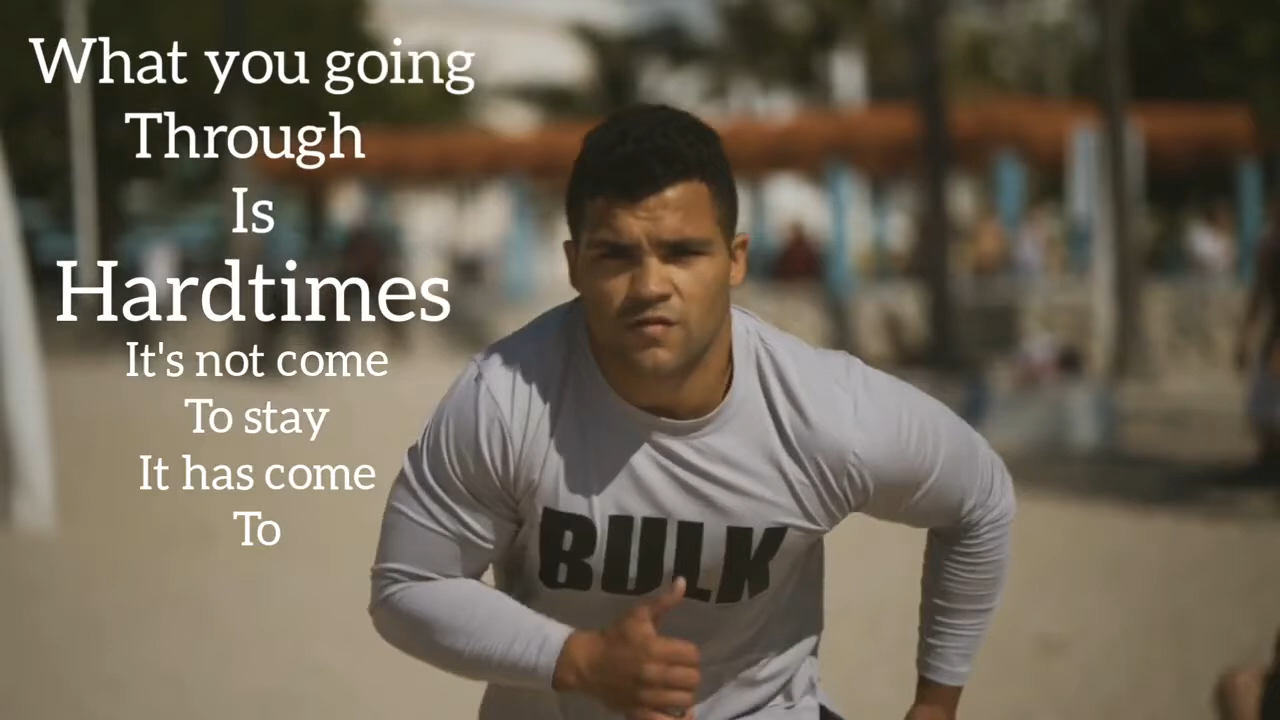 What you going
Through
Is
Hardtimes
It's not come
To stay
It has come
To
BULK